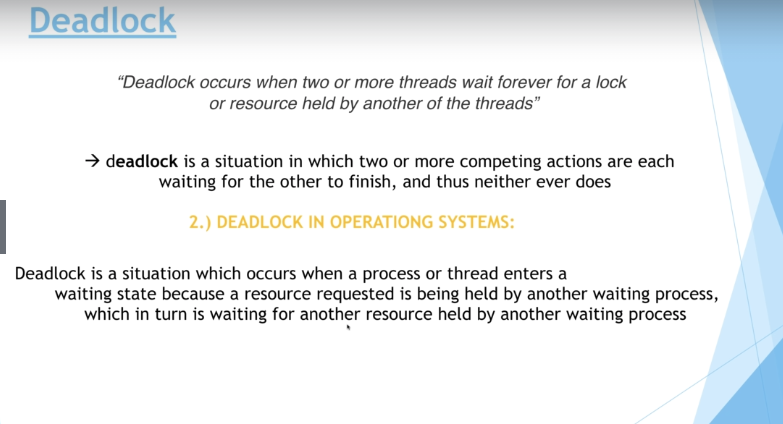 Deadlock
“Deadlock occurs when two or more threads wait forever for a lock
or resource held by another of the threads”
→ deadlock is a situation in which two or more competing actions are each
waiting for the other to finish, and thus neither ever does
2.) DEADLOCK IN OPERATIONG SYSTEMS:
Deadlock is a situation which occurs when a process or thread enters a
waiting state because a resource requested is being held by another waiting process,
which in turn is waiting for another resource held by another waiting process